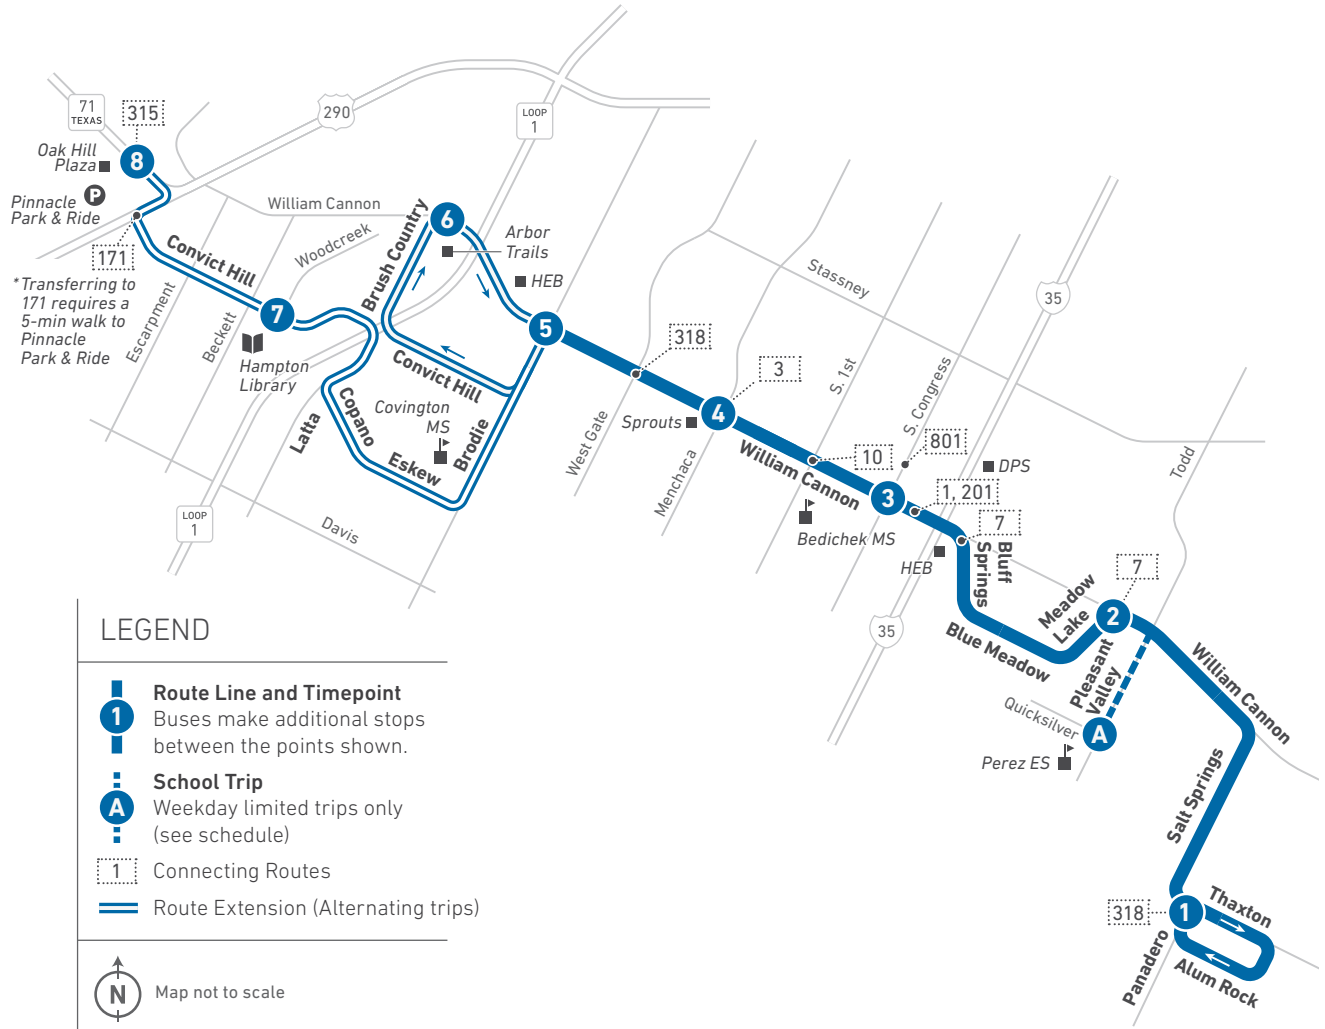 71
TEXAS
315
290
LOOP
1
Oak Hill
Plaza
8
P
Pinnacle
Park & Ride
171
*Transferring to
171 requires a
5-min walk to
Pinnacle
Park & Ride
Convict Hill
William Cannon
Woodcreek
Brush Country
6
Arbor
Trails
HEB
5
Escarpment
Beckett
7
Hampton
Library
Convict Hill
Latta
Copano
Covington
MS
Eskew
Brodie
LOOP
1
Davis
318
West Gate
Sprouts
4
3
Menchaca
William Cannon
Stassney
S. 1st
10
S. Congress
801
35
3
Bedichek MS
1, 201
DPS
7
HEB
Bluff
Springs
35
Blue Meadow
Meadow
Lake
7
2
Todd
Pleasant
Valley
Quicksilver
A
Perez ES
William Cannon
Salt Springs
318
1
Thaxton
Panadero
Alum Rock
LEGEND
1
Route Line and Timepoint
Buses make additional stops
between the points shown.
A
School Trip
Weekday limited trips only
(see schedule)
1
Connecting Routes
Route Extension (Alternating trips)
N
Map not to scale